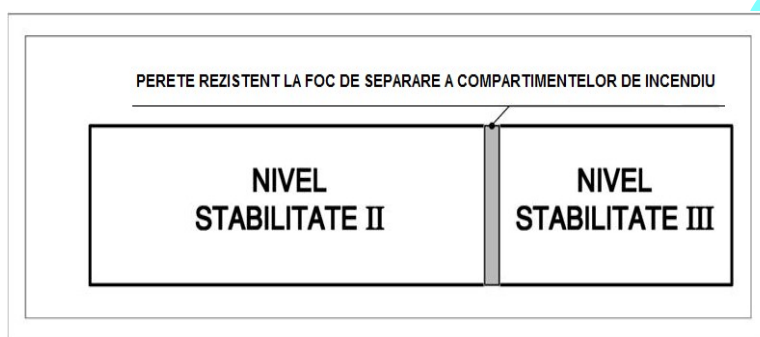 PERETE REZISTENT LA FOC DE SEPARARE A COMPARTIMENTELOR DE INCENDIU
NIVEL
STABILITATE II
NIVEL
STABILITATE III